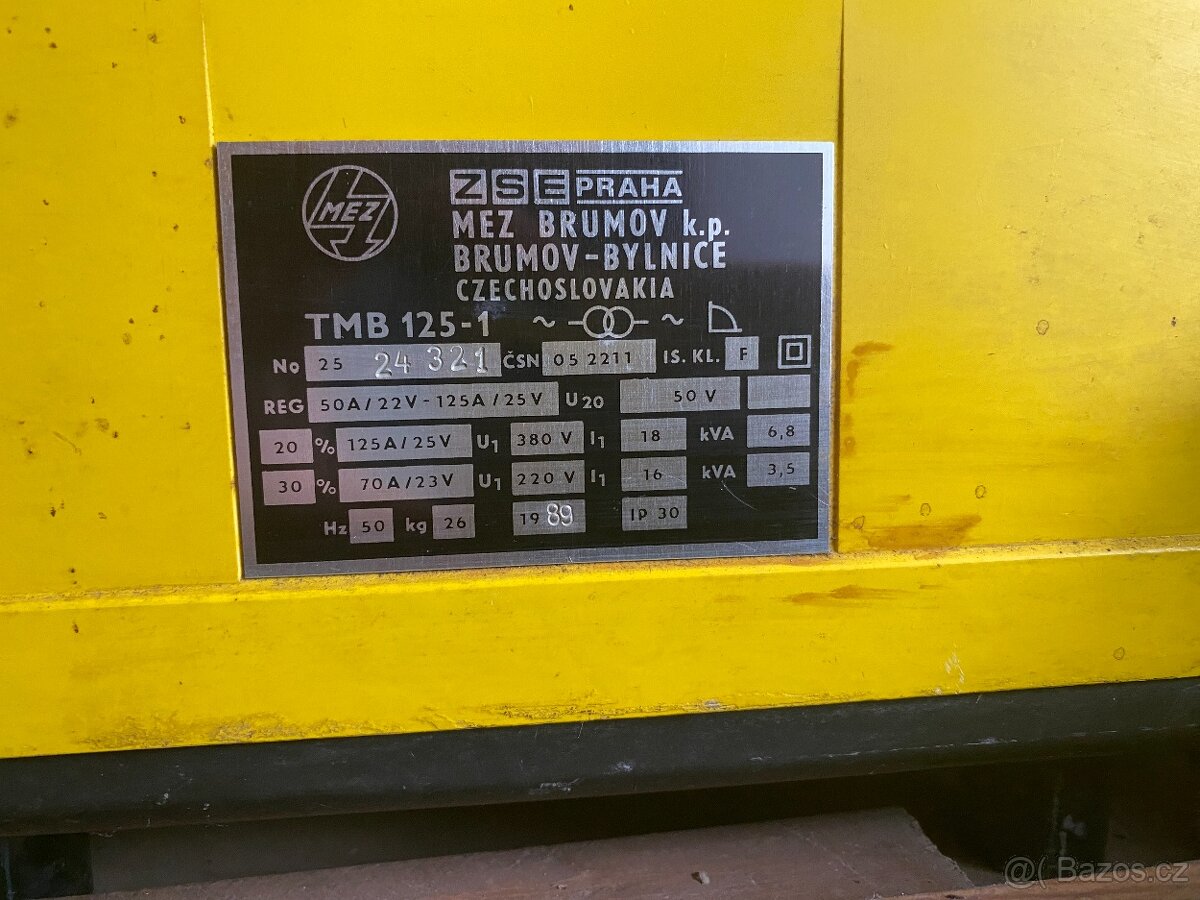 MEZ
ZSE PRAHA
MEZ BRUMOV k.p.
BRUMOV-BYLNICE
CZECHOSLOVAKIA
TMB 125-1 ~ ~
No 25 24 321 ČSN 05 2211 IS. KL. F
REG 50A/22V-125A/25V U20 50 V
20 % 125A/25V U1 380 V I1 18 kVA 6,8
30 % 70A/23V U1 220 V I1 16 kVA 3,5
Hz 50 kg 26 1989 IP 30
@( Bazos.cz